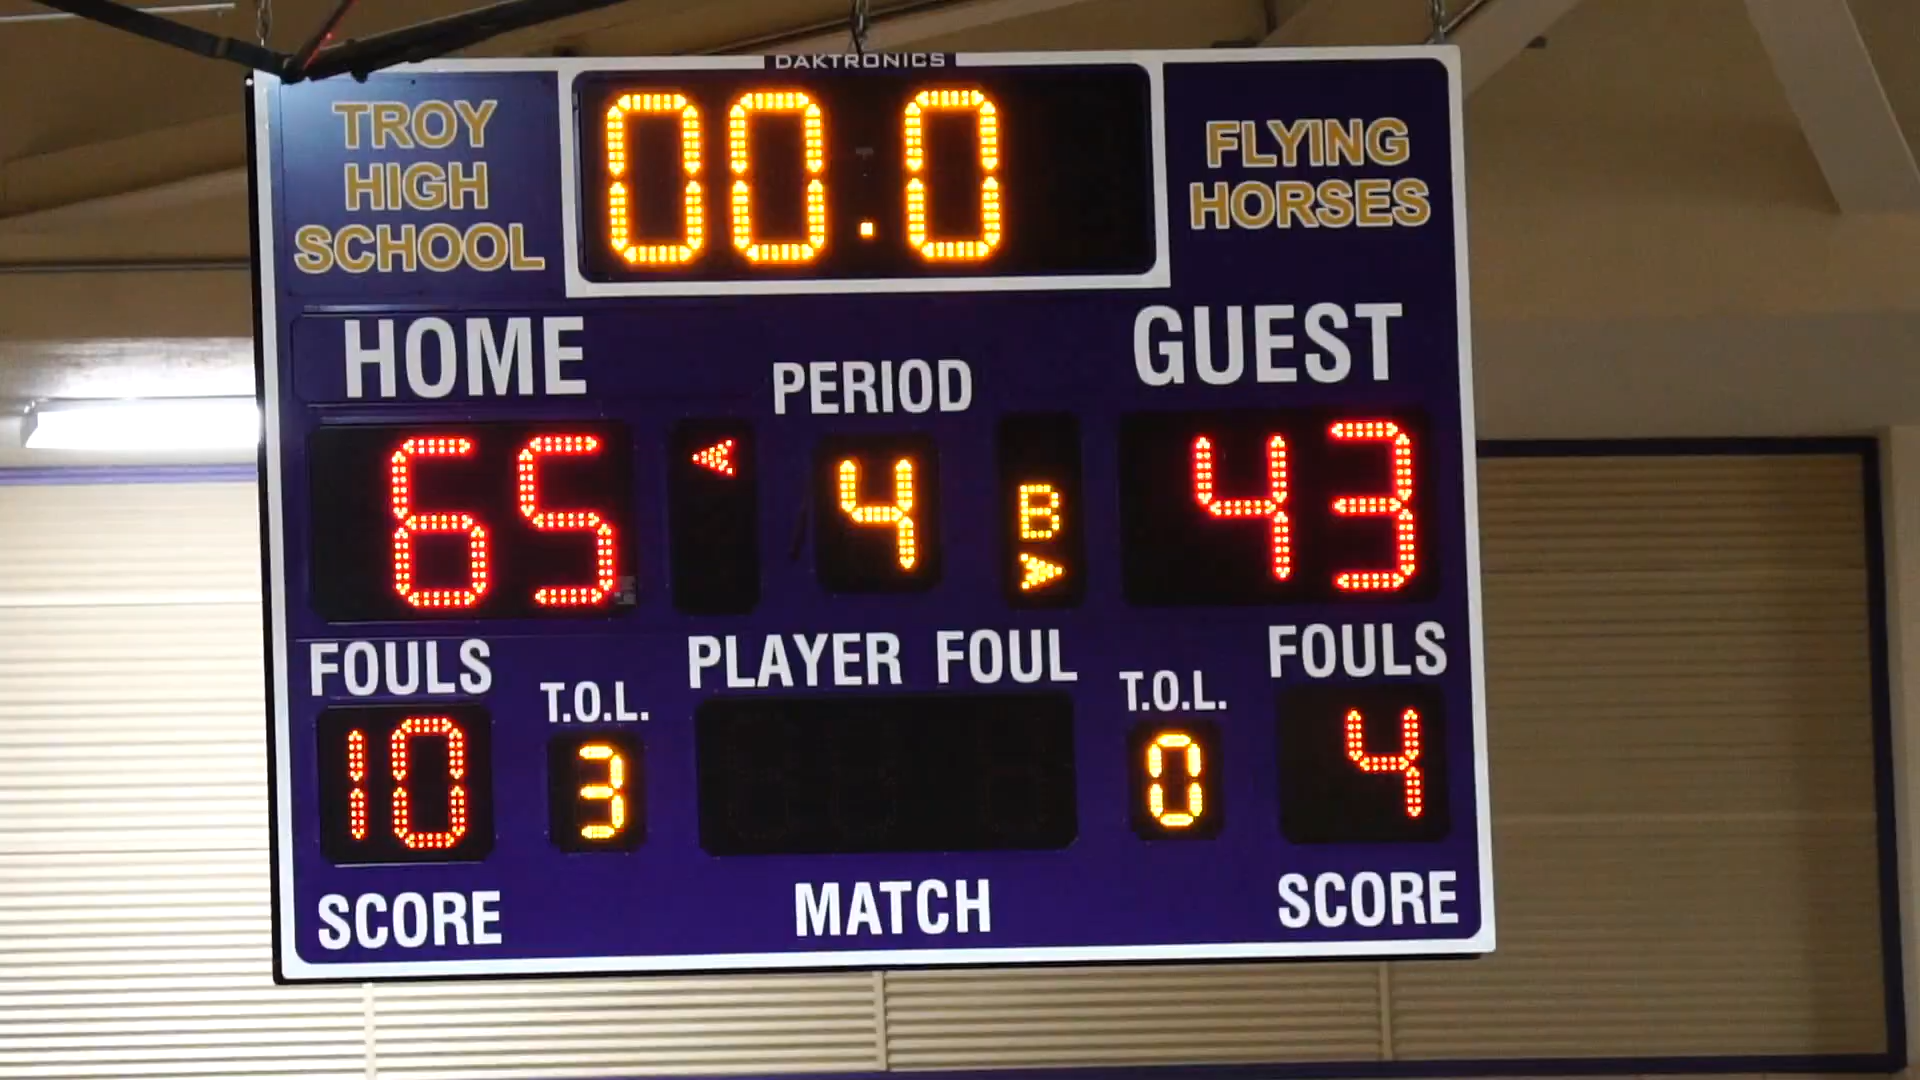 DAKTRONICS
TROY
HIGH
SCHOOL
00.0
FLYING
HORSES
HOME
PERIOD
GUEST
65
4
B
43
FOULS
T.O.L.
PLAYER FOUL
T.O.L.
FOULS
10
3
0
4
SCORE
MATCH
SCORE